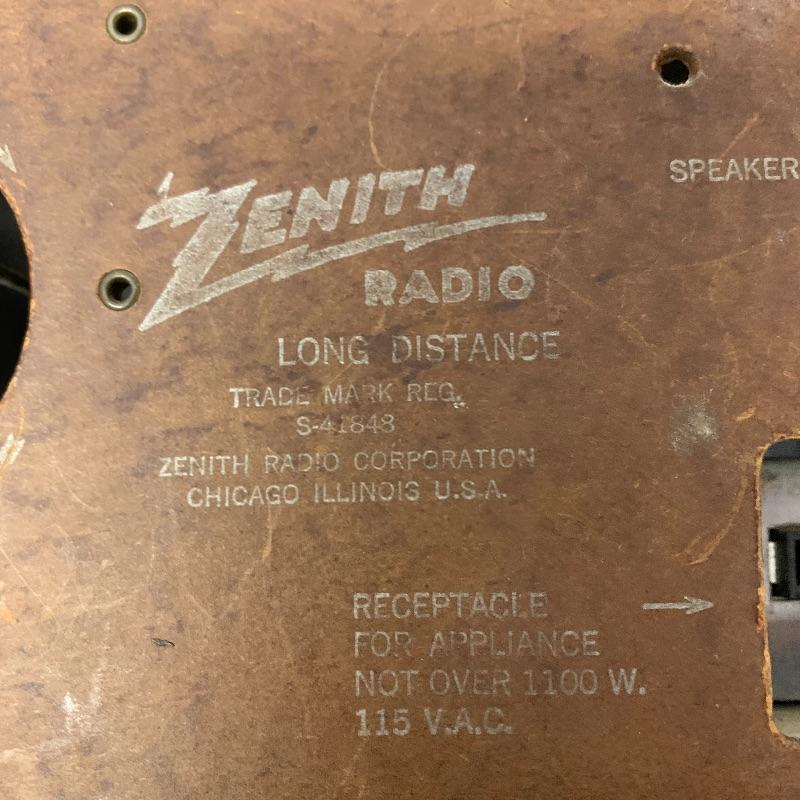 ZENITH
RADIO
LONG DISTANCE
TRADE MARK REG.
S-41848
ZENITH RADIO CORPORATION
CHICAGO ILLINOIS U.S.A.
SPEAKER
RECEPTACLE
FOR APPLIANCE
NOT OVER 1100 W.
115 V.A.C.